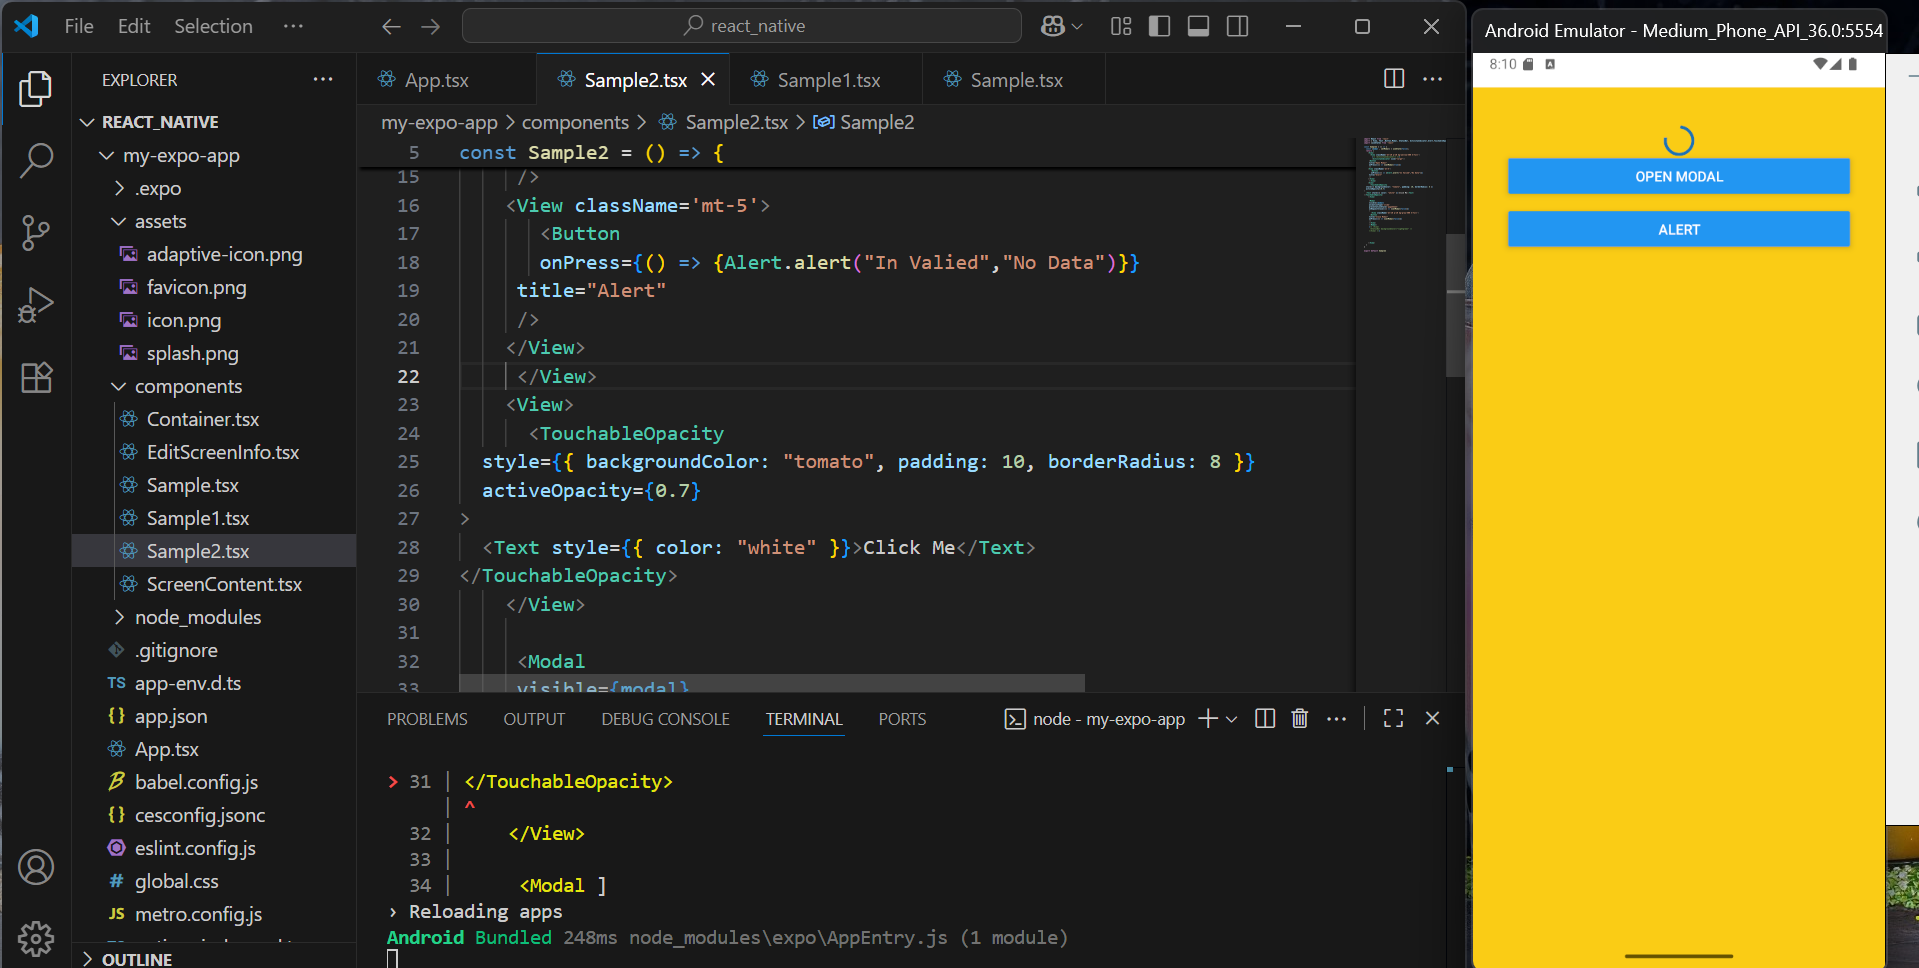 File Edit Selection ··· react_native
EXPLORER ···
REACT_NATIVE
my-expo-app
.expo
assets
adaptive-icon.png
favicon.png
icon.png
splash.png
components
Container.tsx
EditScreenInfo.tsx
Sample.tsx
Sample1.tsx
Sample2.tsx
ScreenContent.tsx
node_modules
.gitignore
TS app-env.d.ts
{} app.json
App.tsx
babel.config.js
{} cesconfig.jsonc
eslint.config.js
# global.css
JS metro.config.js
OUTLINE
App.tsx Sample2.tsx Sample1.tsx Sample.tsx
my-expo-app > components > Sample2.tsx > Sample2
5 const Sample2 = () => {
15 />
16 <View className='mt-5'>
17 <Button
18 onPress={() => {Alert.alert("In Valied","No Data")}}
19 title="Alert"
20 />
21 </View>
22 </View>
23 <View>
24 <TouchableOpacity
25 style={{ backgroundColor: "tomato", padding: 10, borderRadius: 8 }}
26 activeOpacity={0.7}
27 >
28 <Text style={{ color: "white" }}>Click Me</Text>
29 </TouchableOpacity>
30 </View>
31
32 <Modal
33 visible={modal}
PROBLEMS OUTPUT DEBUG CONSOLE TERMINAL PORTS node - my-expo-app
> 31 | </TouchableOpacity>
| ^
32 | </View>
33 |
34 | <Modal ]
› Reloading apps
Android Bundled 248ms node_modules\expo\AppEntry.js (1 module)
Android Emulator - Medium_Phone_API_36.0:5554
8:10
OPEN MODAL
ALERT